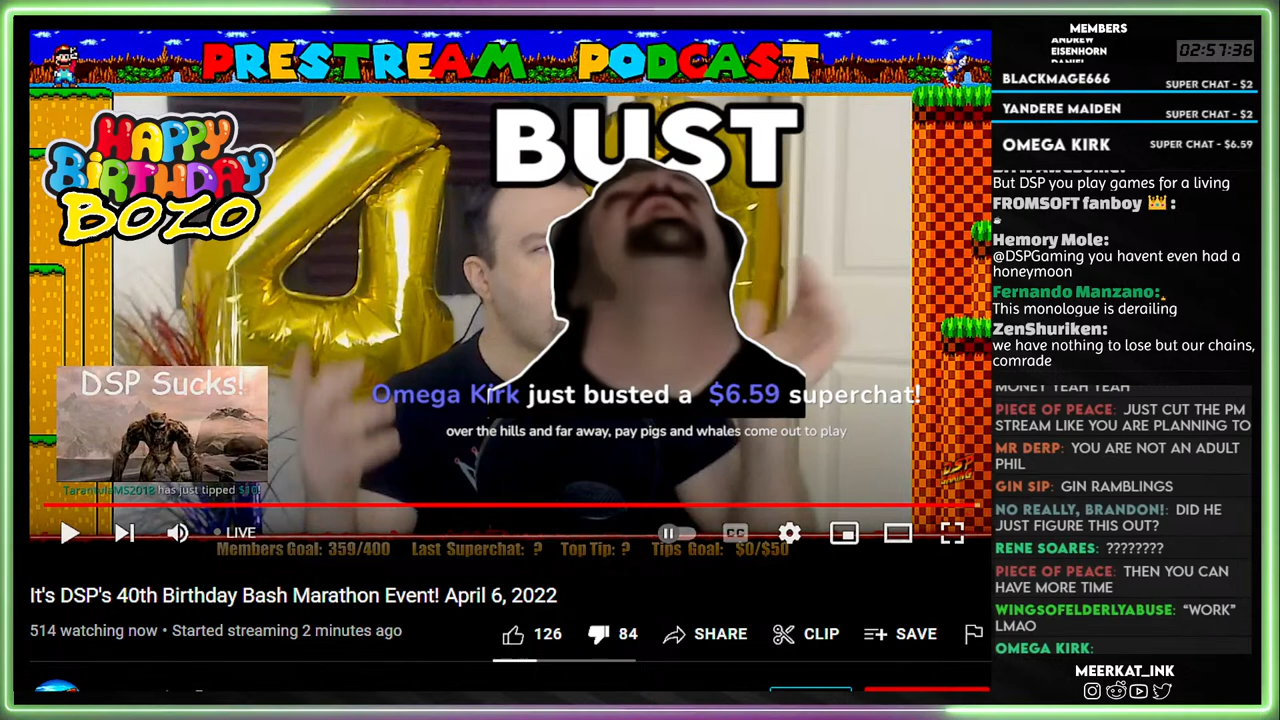 PRESTREAM PODCAST
HAPPY
BIRTHDAY
BOZO
BUST
DSP Sucks!
TarantulaMS2018 has just tipped $10!
Omega Kirk just busted a $6.59 superchat!
over the hills and far away, pay pigs and whales come out to play
DSP
GAMING
LIVE
CC
Members Goal: 359/400 Last Superchat: ? Top Tip: ? Tips Goal: $0/$50
It's DSP's 40th Birthday Bash Marathon Event! April 6, 2022
514 watching now • Started streaming 2 minutes ago
126 84 SHARE CLIP SAVE
MEMBERS
ANDREW
EISENHORN
DANIEL
02:57:36
BLACKMAGE666 SUPER CHAT - $2
YANDERE MAIDEN SUPER CHAT - $2
OMEGA KIRK SUPER CHAT - $6.59
But DSP you play games for a living
FROMSOFT fanboy 👑 :
Hemory Mole:
@DSPGaming you havent even had a
honeymoon
Fernando Manzano:
This monologue is derailing
ZenShuriken:
we have nothing to lose but our chains,
comrade
MONEY YEAH YEAH
PIECE OF PEACE: JUST CUT THE PM
STREAM LIKE YOU ARE PLANNING TO
MR DERP: YOU ARE NOT AN ADULT
PHIL
GIN SIP: GIN RAMBLINGS
NO REALLY, BRANDON!: DID HE
JUST FIGURE THIS OUT?
RENE SOARES: ????????
PIECE OF PEACE: THEN YOU CAN
HAVE MORE TIME
WINGSOFELDERLYABUSE: “WORK”
LMAO
OMEGA KIRK:
MEERKAT_INK